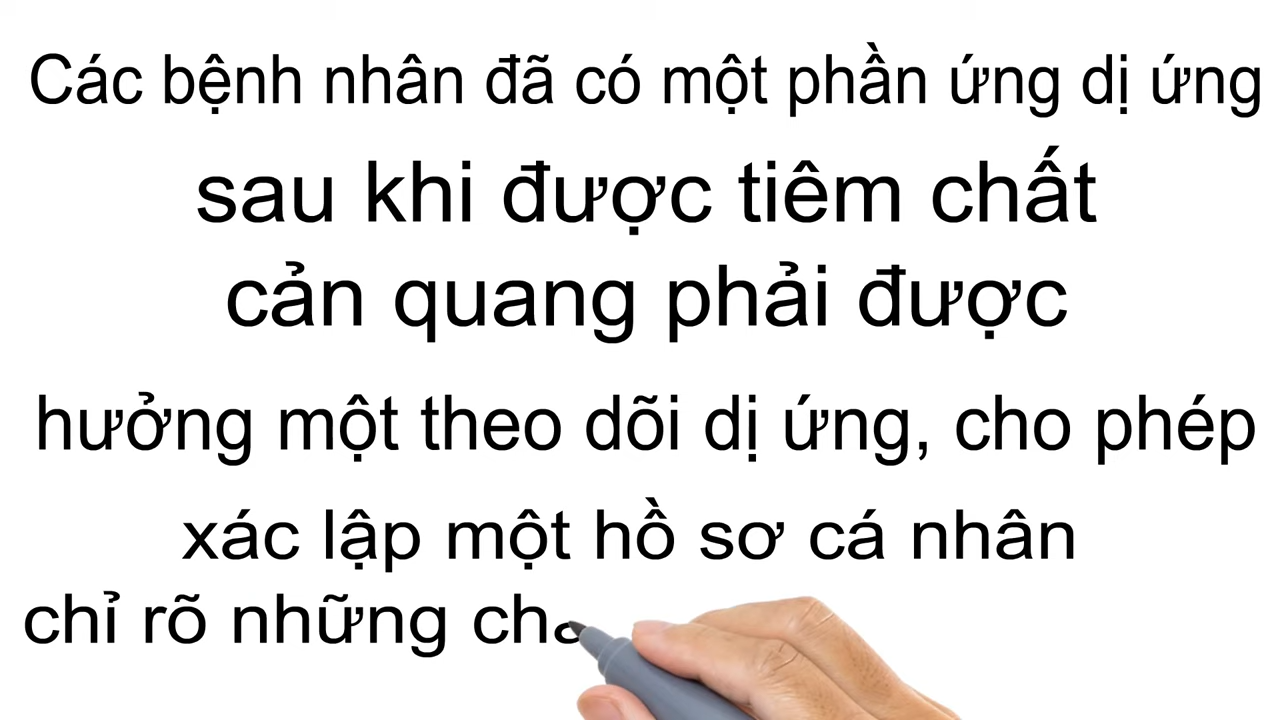 Các bệnh nhân đã có một phần ứng dị ứng
sau khi được tiêm chất
cản quang phải được
hưởng một theo dõi dị ứng, cho phép
xác lập một hồ sơ cá nhân
chỉ rõ những